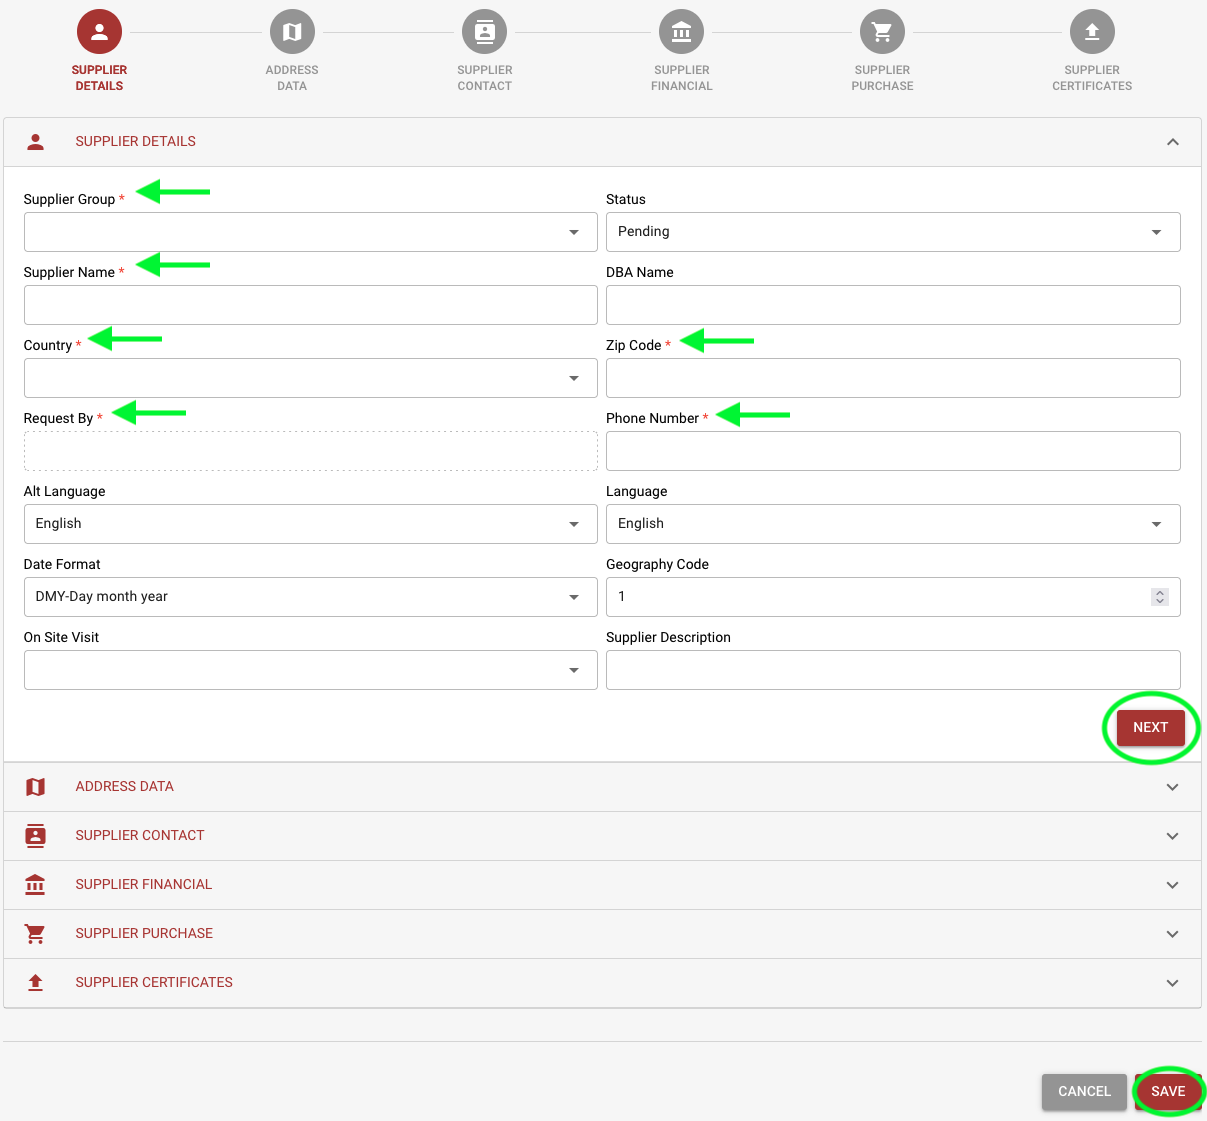 SUPPLIER DETAILS
ADDRESS DATA
SUPPLIER CONTACT
SUPPLIER FINANCIAL
SUPPLIER PURCHASE
SUPPLIER CERTIFICATES
SUPPLIER DETAILS
Supplier Group *
Status
Pending
Supplier Name *
DBA Name
Country *
Zip Code *
Request By *
Phone Number *
Alt Language
Language
English
English
Date Format
Geography Code
DMY-Day month year
1
On Site Visit
Supplier Description
NEXT
ADDRESS DATA
SUPPLIER CONTACT
SUPPLIER FINANCIAL
SUPPLIER PURCHASE
SUPPLIER CERTIFICATES
CANCEL
SAVE